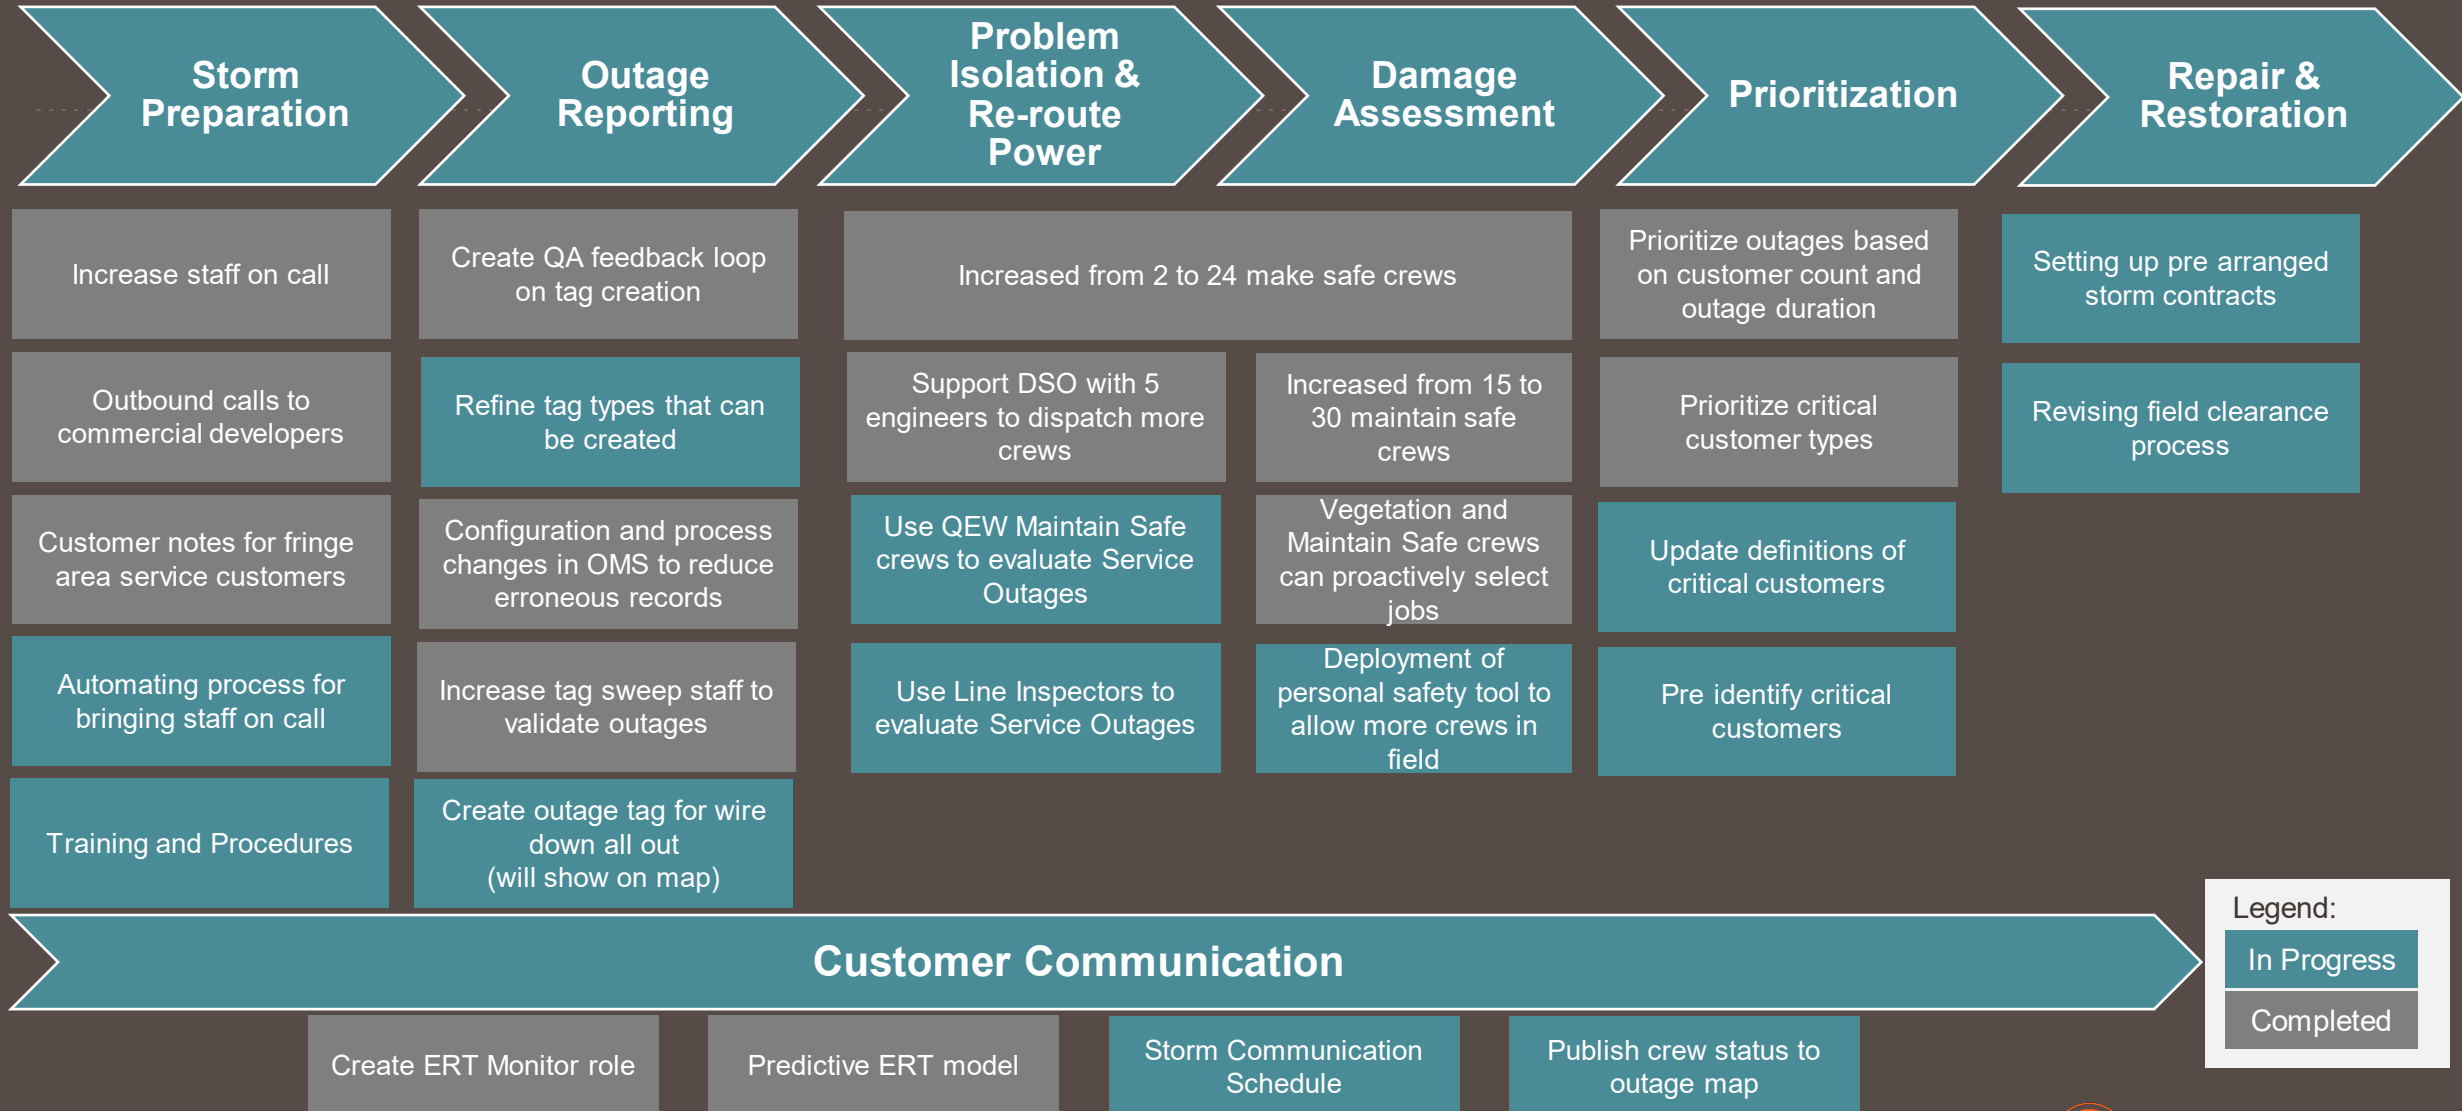 Storm
Preparation
Outage
Reporting
Problem
Isolation &
Re-route
Power
Damage
Assessment
Prioritization
Repair &
Restoration
Increase staff on call
Outbound calls to
commercial developers
Customer notes for fringe
area service customers
Automating process for
bringing staff on call
Training and Procedures
Create QA feedback loop
on tag creation
Refine tag types that can
be created
Configuration and process
changes in OMS to reduce
erroneous records
Increase tag sweep staff to
validate outages
Create outage tag for wire
down all out
(will show on map)
Increased from 2 to 24 make safe crews
Support DSO with 5
engineers to dispatch more
crews
Use QEW Maintain Safe
crews to evaluate Service
Outages
Use Line Inspectors to
evaluate Service Outages
Increased from 15 to
30 maintain safe
crews
Vegetation and
Maintain Safe crews
can proactively select
jobs
Deployment of
personal safety tool to
allow more crews in
field
Prioritize outages based
on customer count and
outage duration
Prioritize critical
customer types
Update definitions of
critical customers
Pre identify critical
customers
Setting up pre arranged
storm contracts
Revising field clearance
process
Customer Communication
Create ERT Monitor role
Predictive ERT model
Storm Communication
Schedule
Publish crew status to
outage map
Legend:
In Progress
Completed